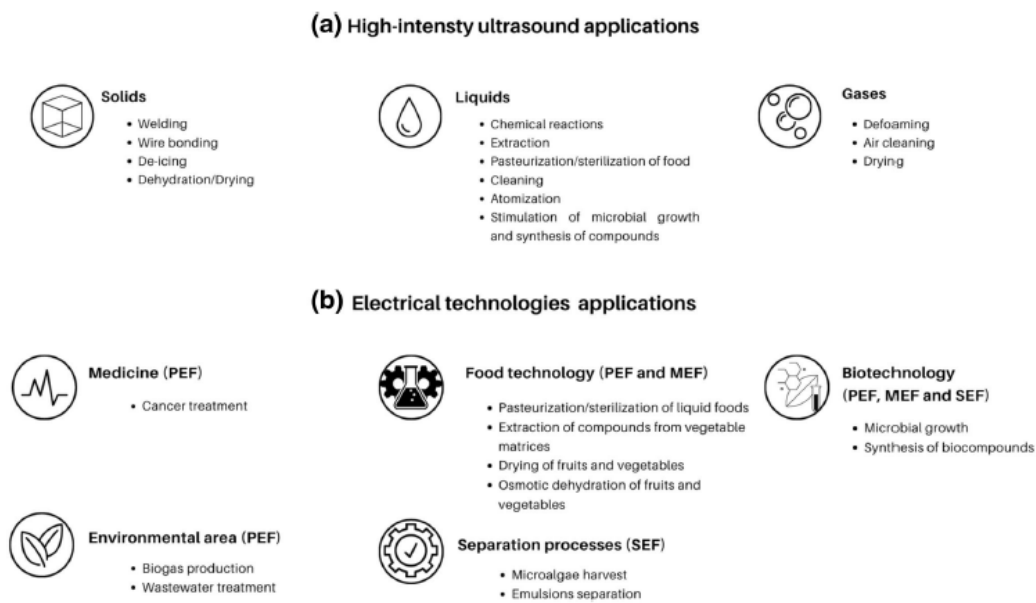 (a) High-intensty ultrasound applications
Solids
• Welding
• Wire bonding
• De-icing
• Dehydration/Drying
Liquids
• Chemical reactions
• Extraction
• Pasteurization/sterilization of food
• Cleaning
• Atomization
• Stimulation of microbial growth
and synthesis of compounds
Gases
• Defoaming
• Air cleaning
• Drying
(b) Electrical technologies applications
Medicine (PEF)
• Cancer treatment
Food technology (PEF and MEF)
• Pasteurization/sterilization of liquid foods
• Extraction of compounds from vegetable
matrices
• Drying of fruits and vegetables
• Osmotic dehydration of fruits and
vegetables
Biotechnology
(PEF, MEF and SEF)
• Microbial growth
• Synthesis of biocompounds
Environmental area (PEF)
• Biogas production
• Wastewater treatment
Separation processes (SEF)
• Microalgae harvest
• Emulsions separation